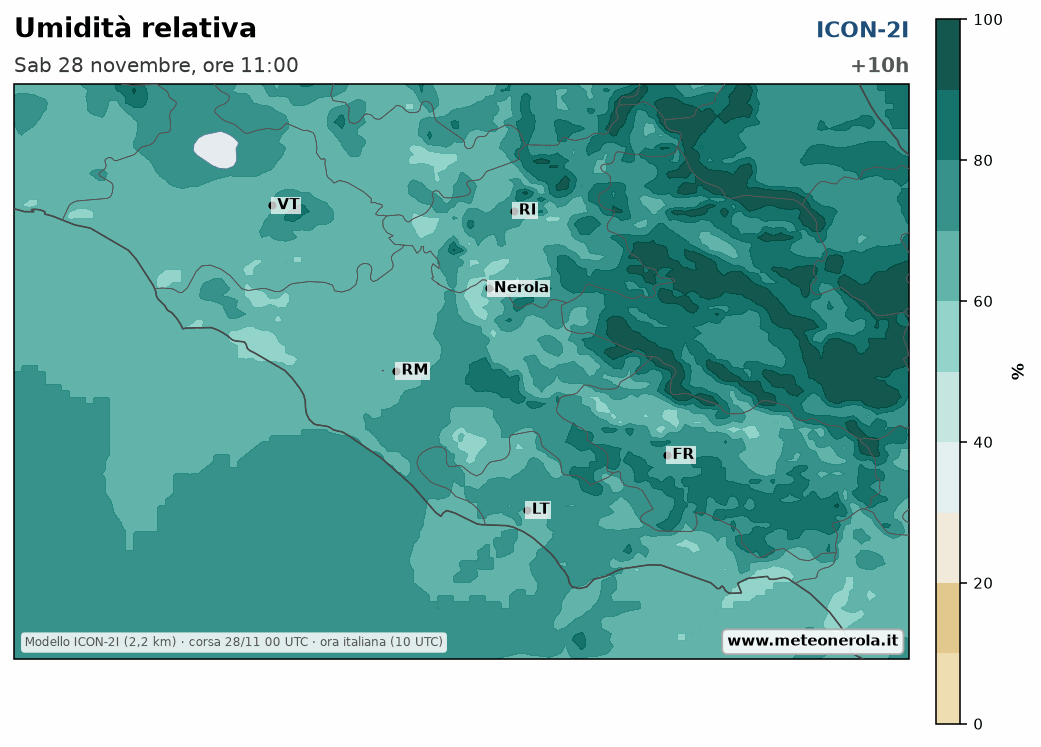 Umidità relativa
ICON-2I
Sab 28 novembre, ore 11:00
+10h
100
80
60
40
20
0
%
VT
RI
Nerola
RM
FR
LT
Modello ICON-2I (2,2 km) · corsa 28/11 00 UTC · ora italiana (10 UTC)
www.meteonerola.it